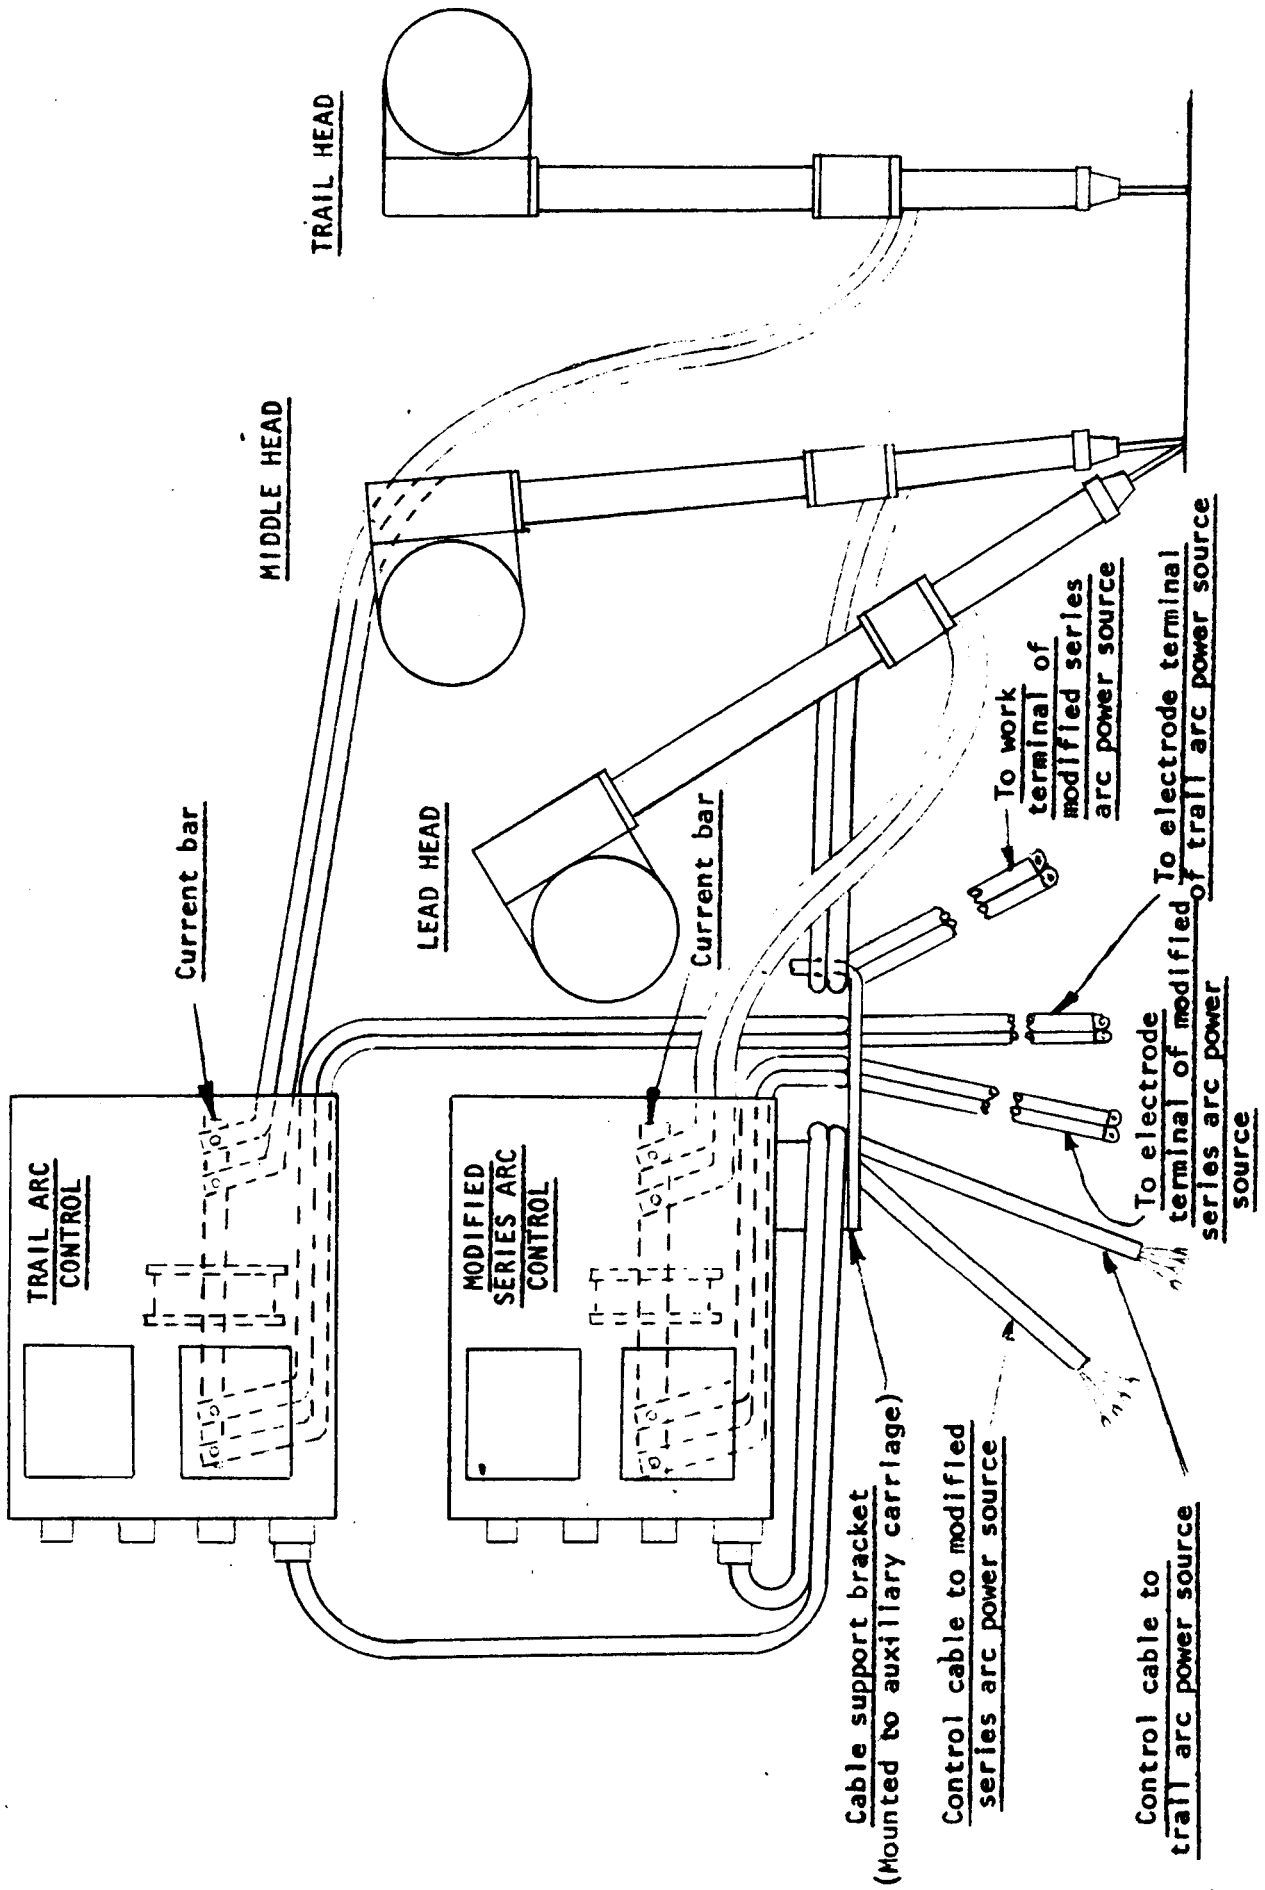 TRAIL HEAD
MIDDLE HEAD
LEAD HEAD
Current bar
Current bar
TRAIL ARC
CONTROL
MODIFIED
SERIES ARC
CONTROL
To work
terminal of
modified series
arc power source
To electrode terminal
of trail arc power source
To electrode
terminal of modified
series arc power
source
Cable support bracket
(Mounted to auxiliary carriage)
Control cable to modified
series arc power source
Control cable to
trail arc power source